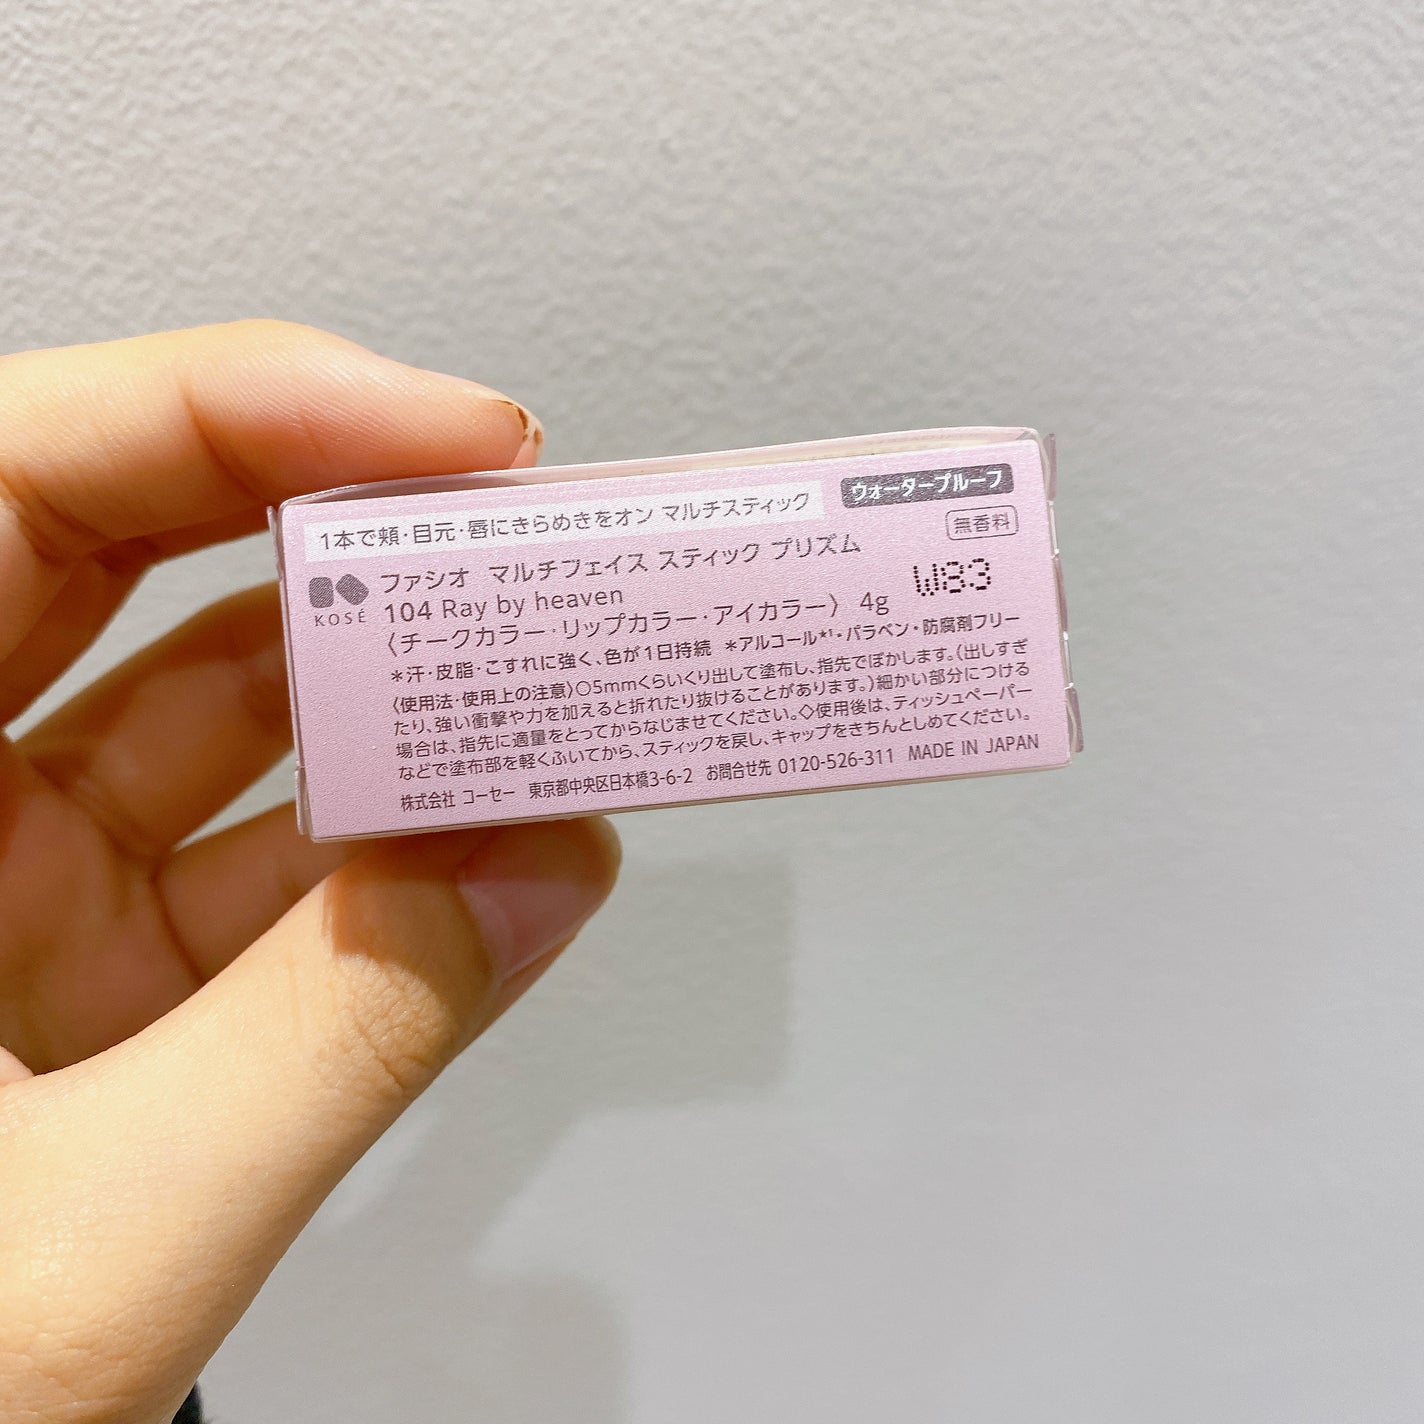 1本で頬・目元・唇にきらめきをオン マルチスティック
ウォータープルーフ
無香料
KOSÉ
ファシオ マルチフェイス スティック プリズム
104 Ray by heaven
W83
〈チークカラー・リップカラー・アイカラー〉 4g
＊汗・皮脂・こすれに強く、色が1日持続 ＊アルコール*¹・パラベン・防腐剤フリー
〈使用法・使用上の注意〉○5mmくらいくり出して塗布し、指先でぼかします。（出しすぎ
たり、強い衝撃や力を加えると折れたり抜けることがあります。）細かい部分につける
場合は、指先に適量をとってからなじませてください。◇使用後は、ティッシュペーパー
などで塗布部を軽くふいてから、スティックを戻し、キャップをきちんとしめてください。
株式会社 コーセー 東京都中央区日本橋3-6-2 お問合せ先 0120-526-311 MADE IN JAPAN